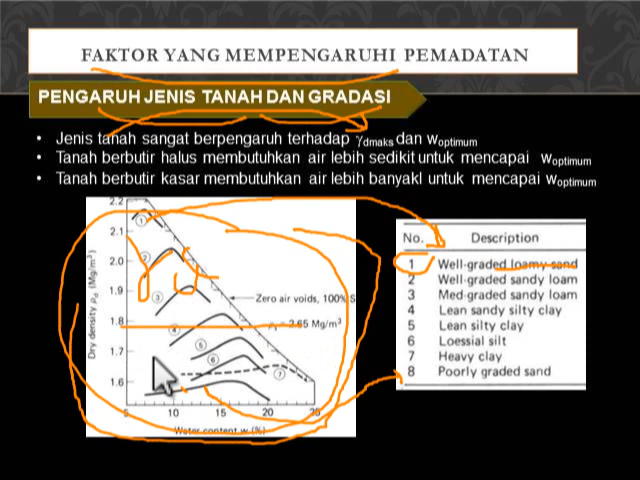 FAKTOR YANG MEMPENGARUHI PEMADATAN
PENGARUH JENIS TANAH DAN GRADASI
• Jenis tanah sangat berpengaruh terhadap γdmaks dan woptimum
• Tanah berbutir halus membutuhkan air lebih sedikit untuk mencapai woptimum
• Tanah berbutir kasar membutuhkan air lebih banyakl untuk mencapai woptimum
2.2
2.1
2.0
1.9
1.8
1.7
1.6
Dry density ρd (Mg/m³)
1
2
3
4
5
6
7
Zero air voids, 100% S
2.65 Mg/m³
5
10
15
20
25
Water content w (%)
No. Description
1 Well-graded loamy sand
2 Well-graded sandy loam
3 Med-graded sandy loam
4 Lean sandy silty clay
5 Lean silty clay
6 Loessial silt
7 Heavy clay
8 Poorly graded sand